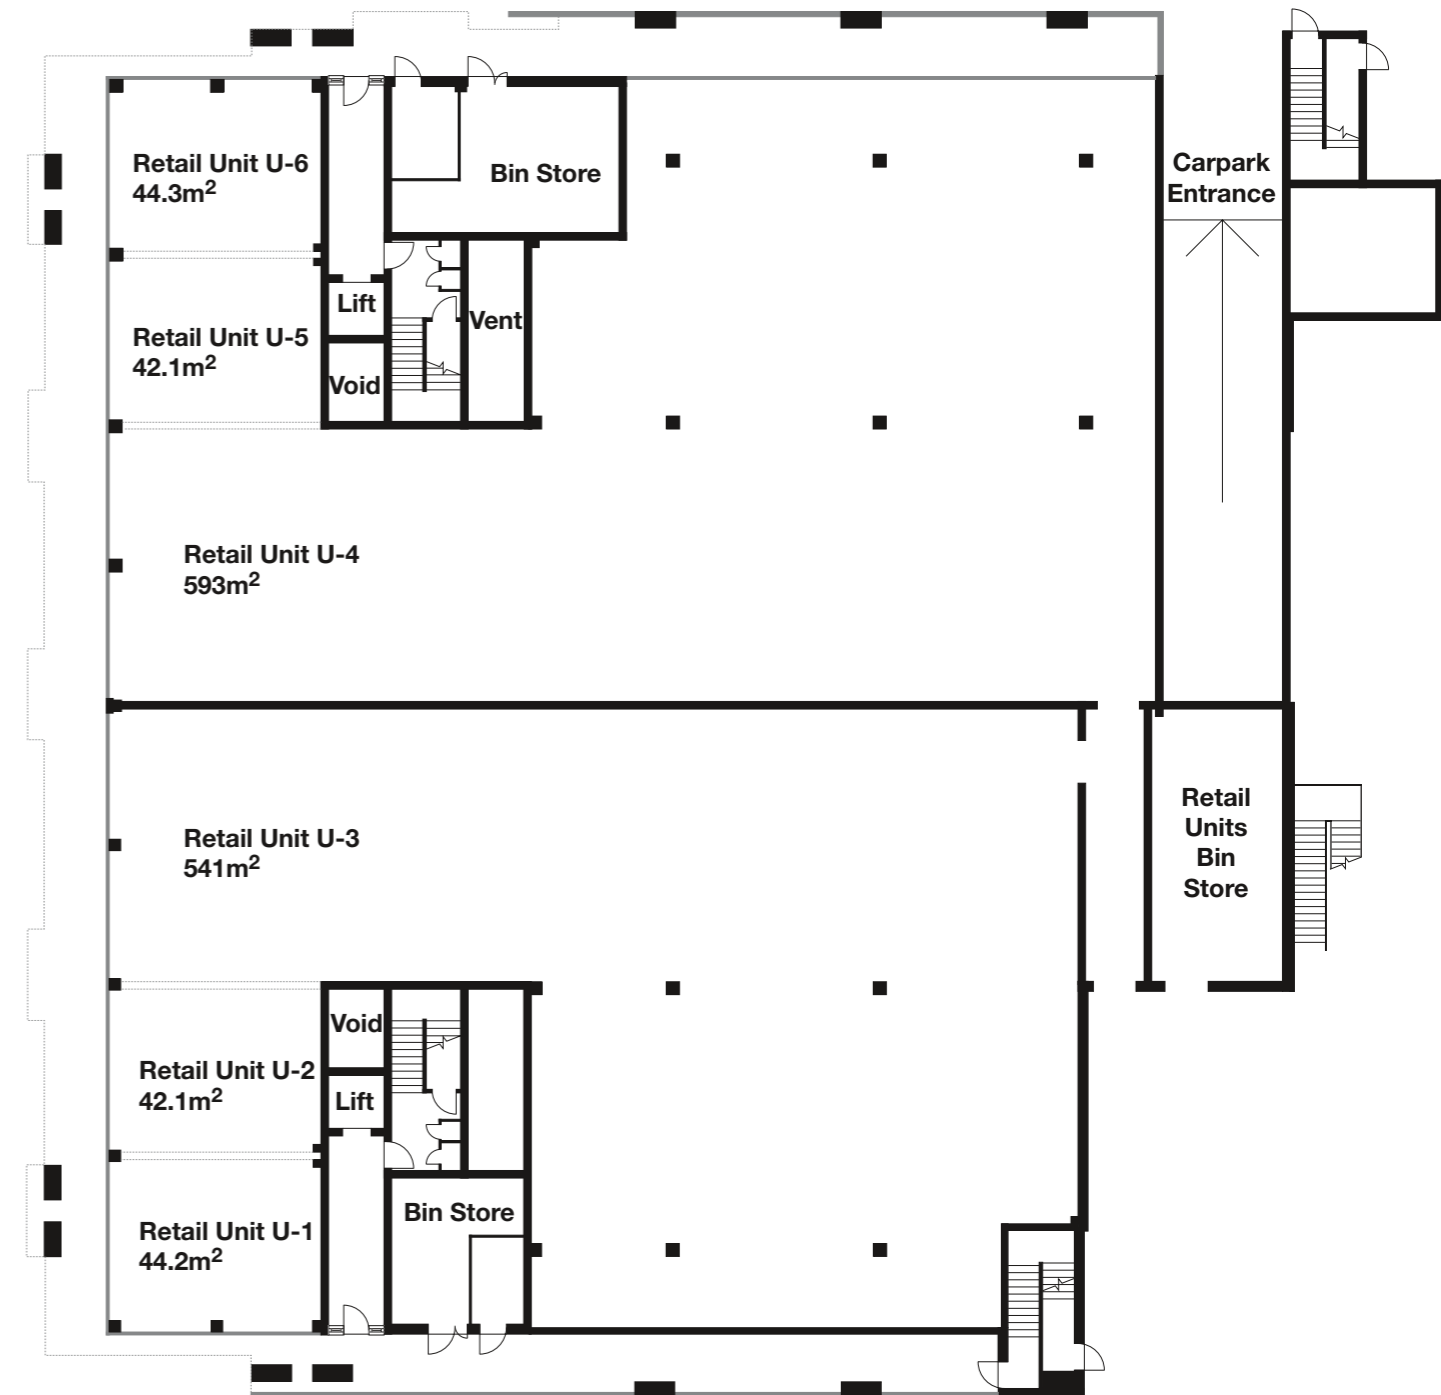 Retail Unit U-6
44.3m²
Bin Store
Carpark
Entrance
Lift
Vent
Retail Unit U-5
42.1m²
Void
Retail Unit U-4
593m²
Retail Unit U-3
541m²
Retail
Units
Bin
Store
Void
Retail Unit U-2
42.1m²
Lift
Bin Store
Retail Unit U-1
44.2m²